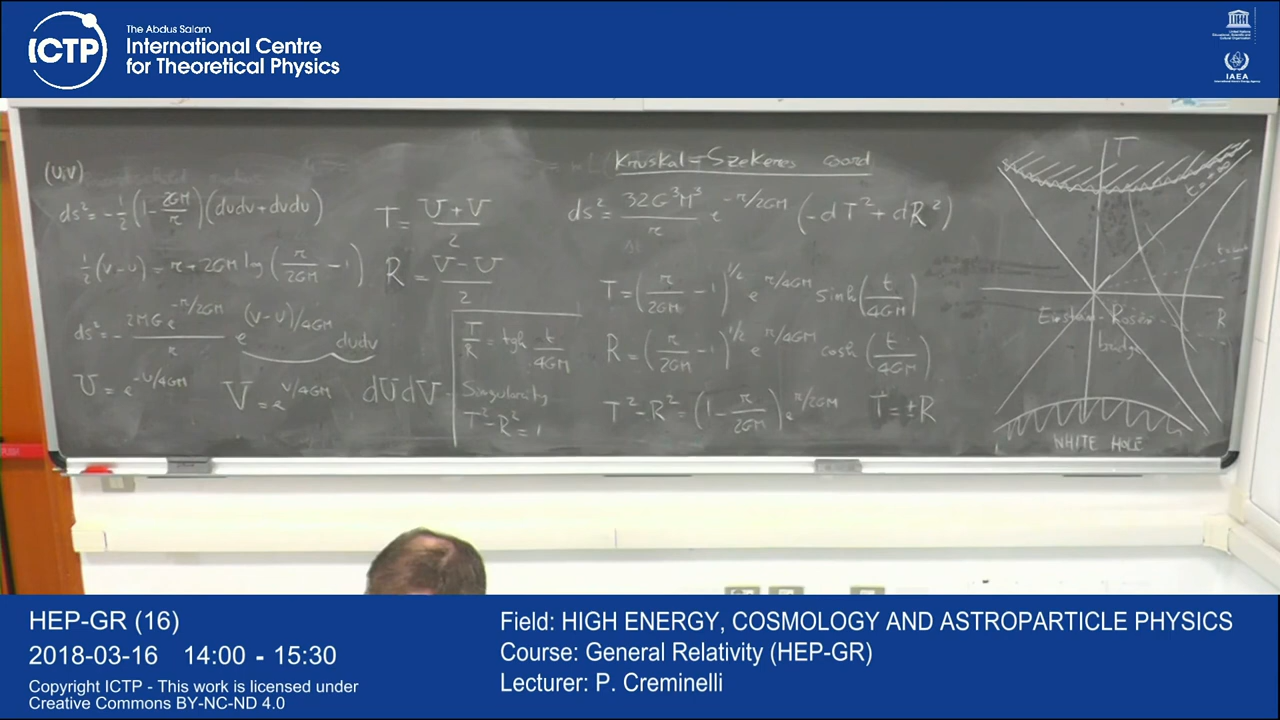 ICTP
The Abdus Salam
International Centre
for Theoretical Physics
IAEA
(U,V)
ds² = -½ (1 - 2GM/r) (dudv + dvdu)
½(v-u) = r + 2GM log (r/2GM - 1)
ds² = - 2MG e^{-r/2GM} / r e^{(v-u)/4GM} dudv
U = e^{-u/4GM} V = e^{v/4GM} dUdV
T = U+V / 2
R = V-U / 2
T/R = tgh t/4GM
Singularity
T²-R² = 1
Kruskal-Szekeres coord
ds² = 32G³M³ / r e^{-r/2GM} (-dT² + dR²)
T = (r/2GM - 1)^{1/2} e^{r/4GM} sinh (t/4GM)
R = (r/2GM - 1)^{1/2} e^{r/4GM} cosh (t/4GM)
T²-R² = (1 - r/2GM) e^{r/2GM} T = ±R
T
t=+∞
R
Einstein-Rosen
bridge
WHITE HOLE
HEP-GR (16)
2018-03-16 14:00 - 15:30
Copyright ICTP - This work is licensed under
Creative Commons BY-NC-ND 4.0
Field: HIGH ENERGY, COSMOLOGY AND ASTROPARTICLE PHYSICS
Course: General Relativity (HEP-GR)
Lecturer: P. Creminelli